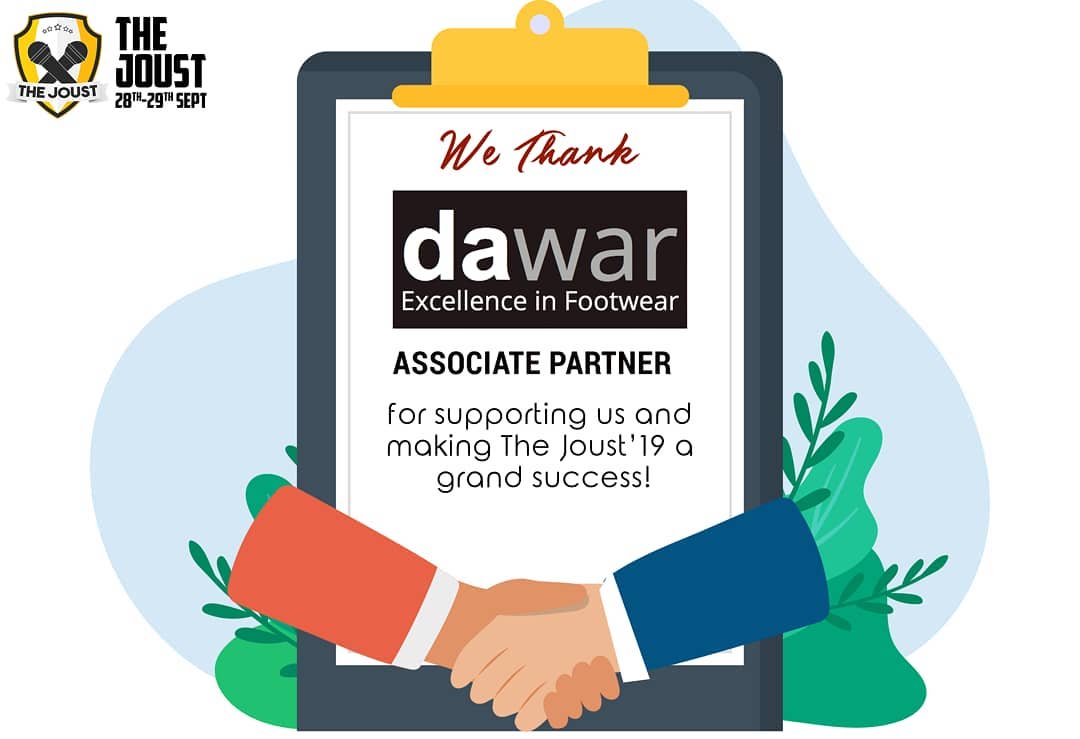 THE JOUST
THE
JOUST
28TH-29TH SEPT
We Thank
dawar
Excellence in Footwear
ASSOCIATE PARTNER
for supporting us and
making The Joust'19 a
grand success!